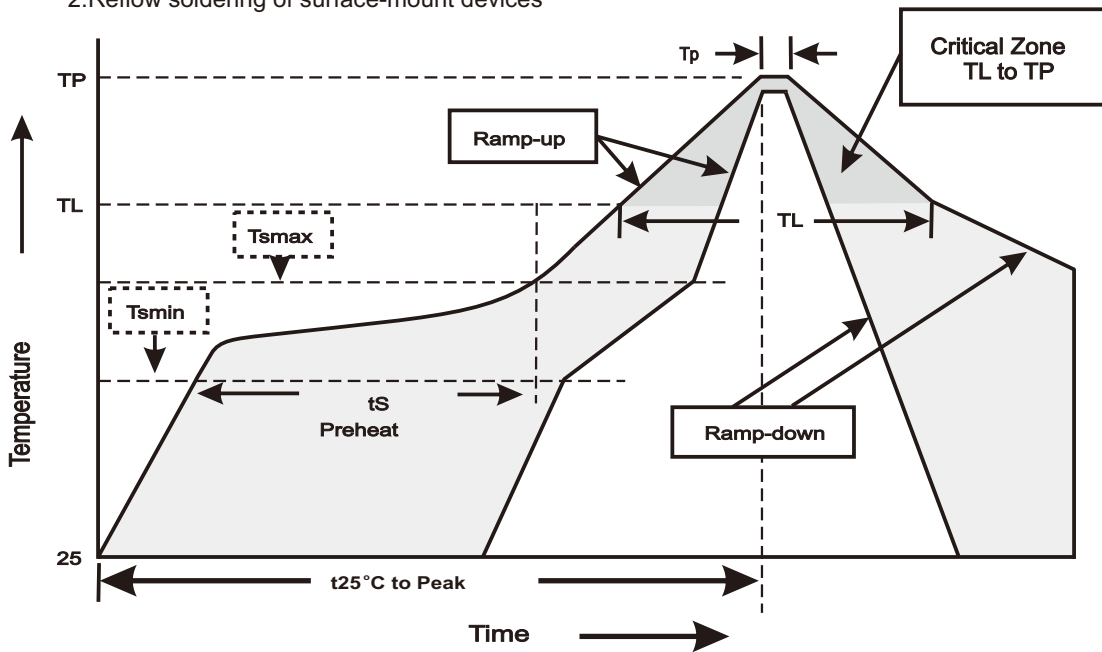 2.Reflow soldering of surface-mount devices
Tp
Critical Zone
TL to TP
TP
Ramp-up
TL
TL
Tsmax
Tsmin
Temperature
tS
Preheat
Ramp-down
25
t25°C to Peak
Time